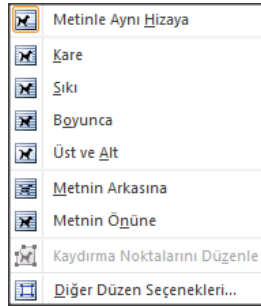 Metinle Aynı Hizaya
Kare
Sıkı
Boyunca
Üst ve Alt
Metnin Arkasına
Metnin Önüne
Kaydırma Noktalarını Düzenle
Diğer Düzen Seçenekleri...